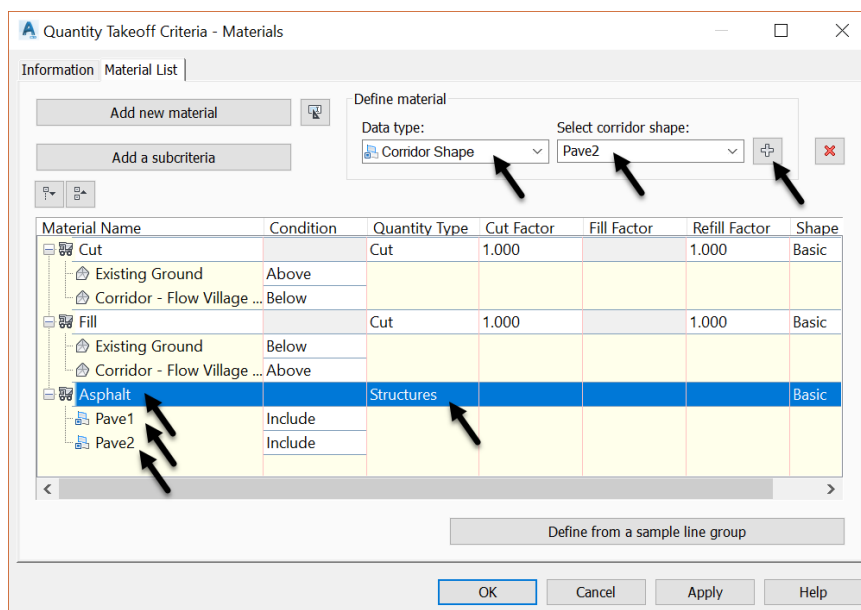 Quantity Takeoff Criteria - Materials
Information Material List
Define material
Add new material
Data type: Select corridor shape:
Corridor Shape Pave2
Add a subcriteria
Material Name Condition Quantity Type Cut Factor Fill Factor Refill Factor Shape
Cut Cut 1.000 1.000 Basic
Existing Ground Above
Corridor - Flow Village ... Below
Fill Cut 1.000 1.000 Basic
Existing Ground Below
Corridor - Flow Village ... Above
Asphalt Structures Basic
Pave1 Include
Pave2 Include
Define from a sample line group
OK Cancel Apply Help